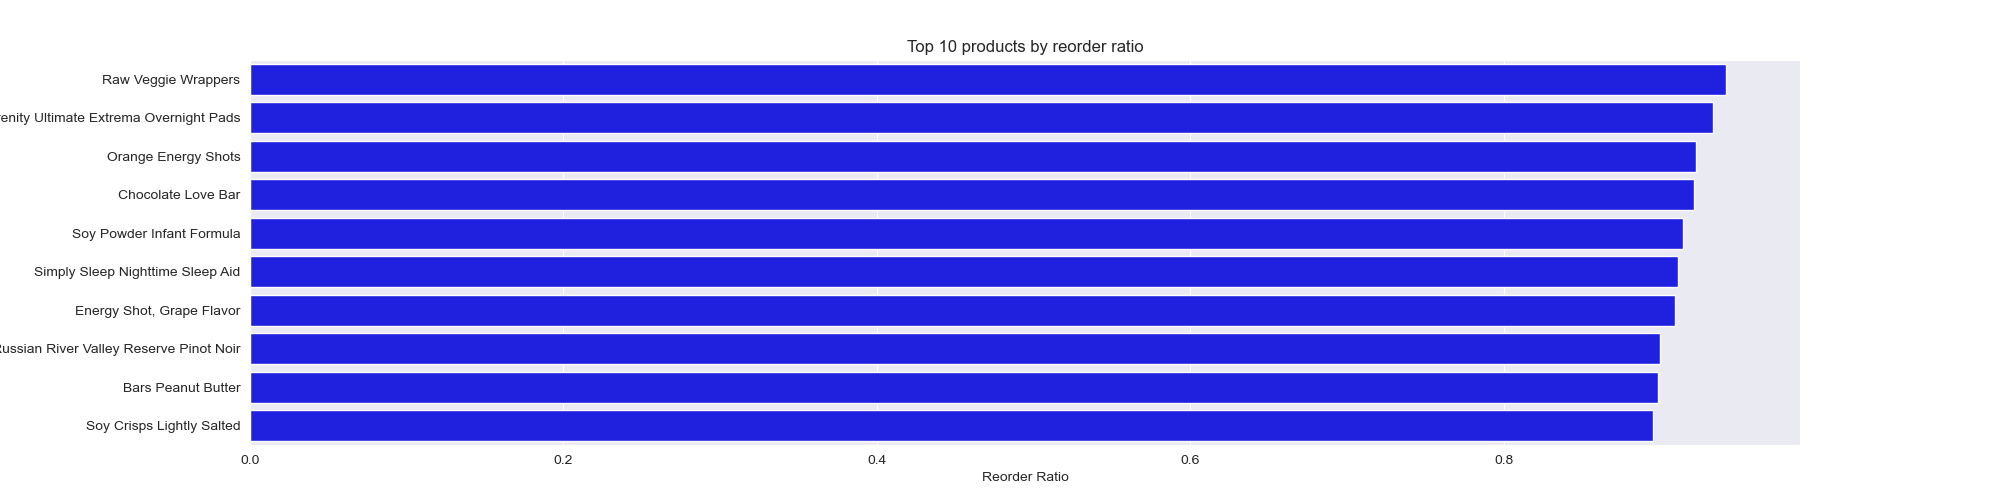 Top 10 products by reorder ratio
Raw Veggie Wrappers
Ultimate Extrema Overnight Pads
Orange Energy Shots
Chocolate Love Bar
Soy Powder Infant Formula
Simply Sleep Nighttime Sleep Aid
Energy Shot, Grape Flavor
River Valley Reserve Pinot Noir
Bars Peanut Butter
Soy Crisps Lightly Salted
0.0 0.2 0.4 0.6 0.8
Reorder Ratio